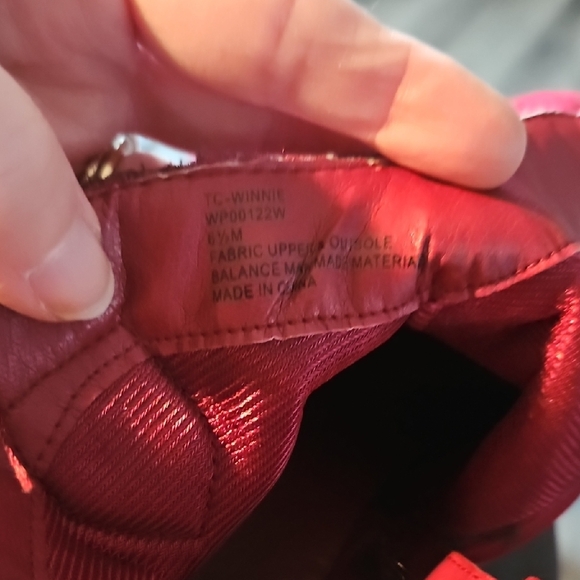 TC-WINNIE
WP00122W
6½M
FABRIC UPPER & OUTSOLE
BALANCE MAN MADE MATERIAL
MADE IN CHINA